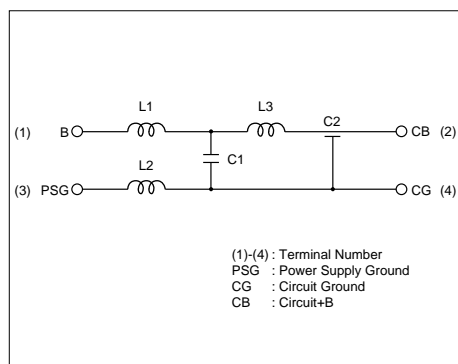 L1
L3
C2
(1)
B
CB
(2)
C1
L2
(3)
PSG
CG
(4)
(1)-(4) : Terminal Number
PSG : Power Supply Ground
CG : Circuit Ground
CB : Circuit+B